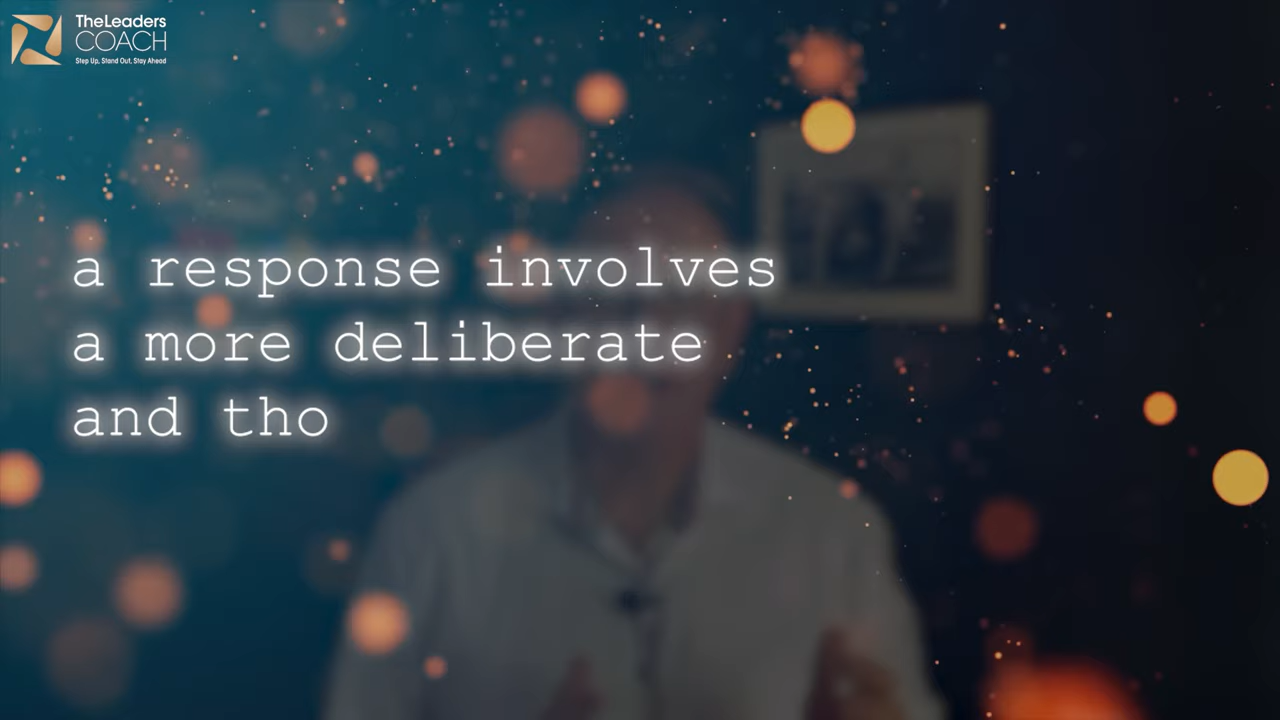 TheLeaders
COACH
Step Up, Stand Out, Stay Ahead
a response involves
a more deliberate
and tho